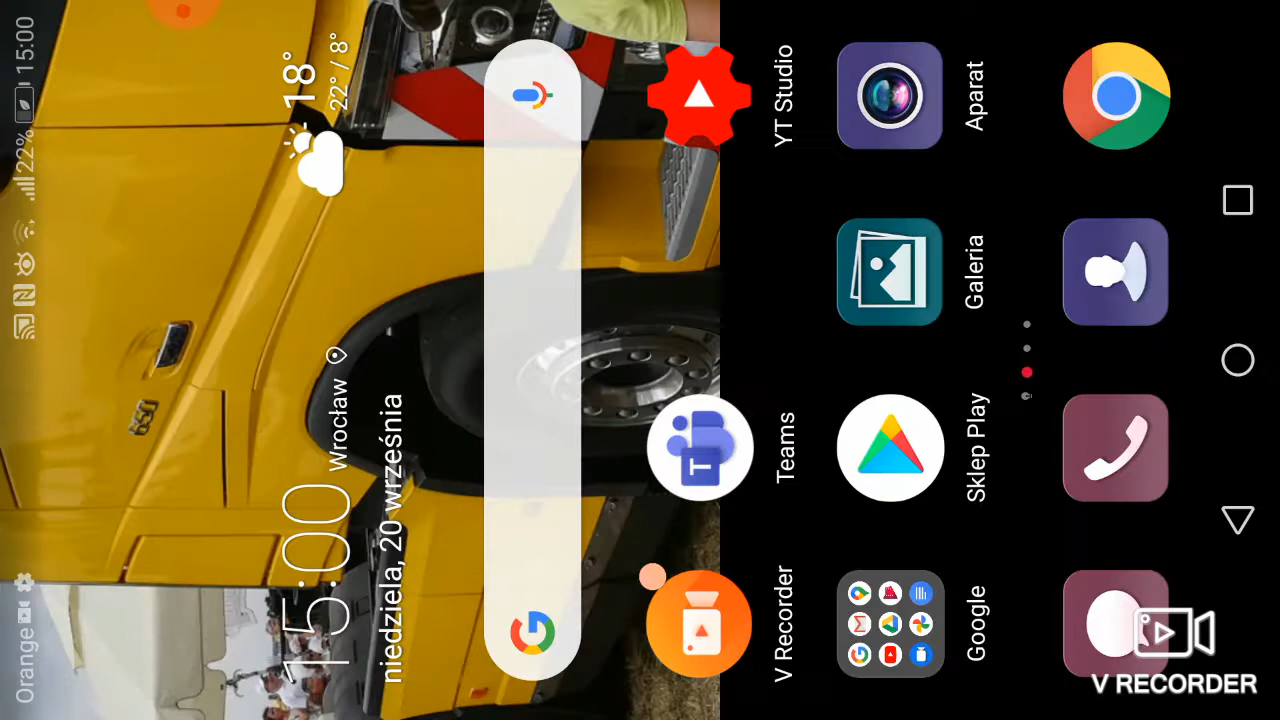 Orange 22% 15:00
15:00
Wrocław
18°
22° / 8°
niedziela, 20 września
650
V Recorder
Teams
YT Studio
Google
Sklep Play
Galeria
Aparat
V RECORDER